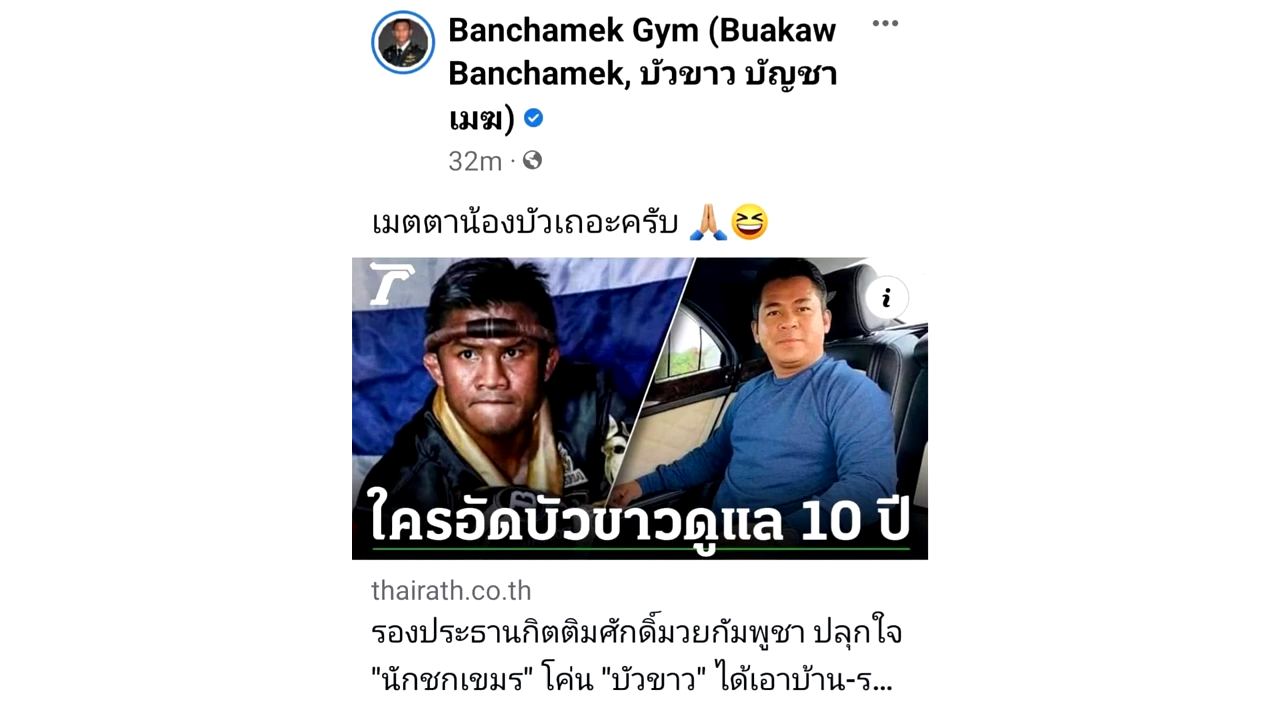 Banchamek Gym (Buakaw
Banchamek, บัวขาว บัญชา
เมฆ)
32m ·
เมตตาน้องบัวเถอะครับ 🙏😆
ใครอัดบัวขาวดูแล 10 ปี
thairath.co.th
รองประธานกิตติมศักดิ์มวยกัมพูชา ปลุกใจ
"นักชกเขมร" โค่น "บัวขาว" ได้เอาบ้าน-ร...